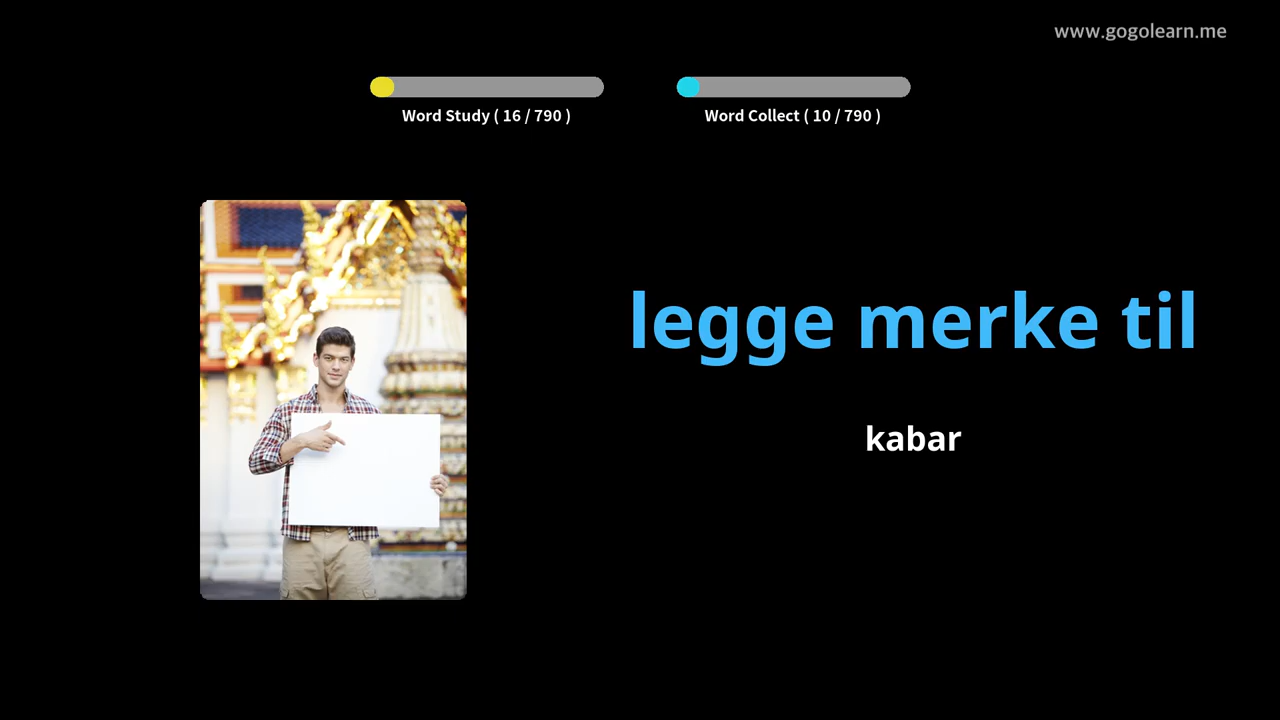 www.gogolearn.me
Word Study ( 16 / 790 )
Word Collect ( 10 / 790 )
legge merke til
kabar